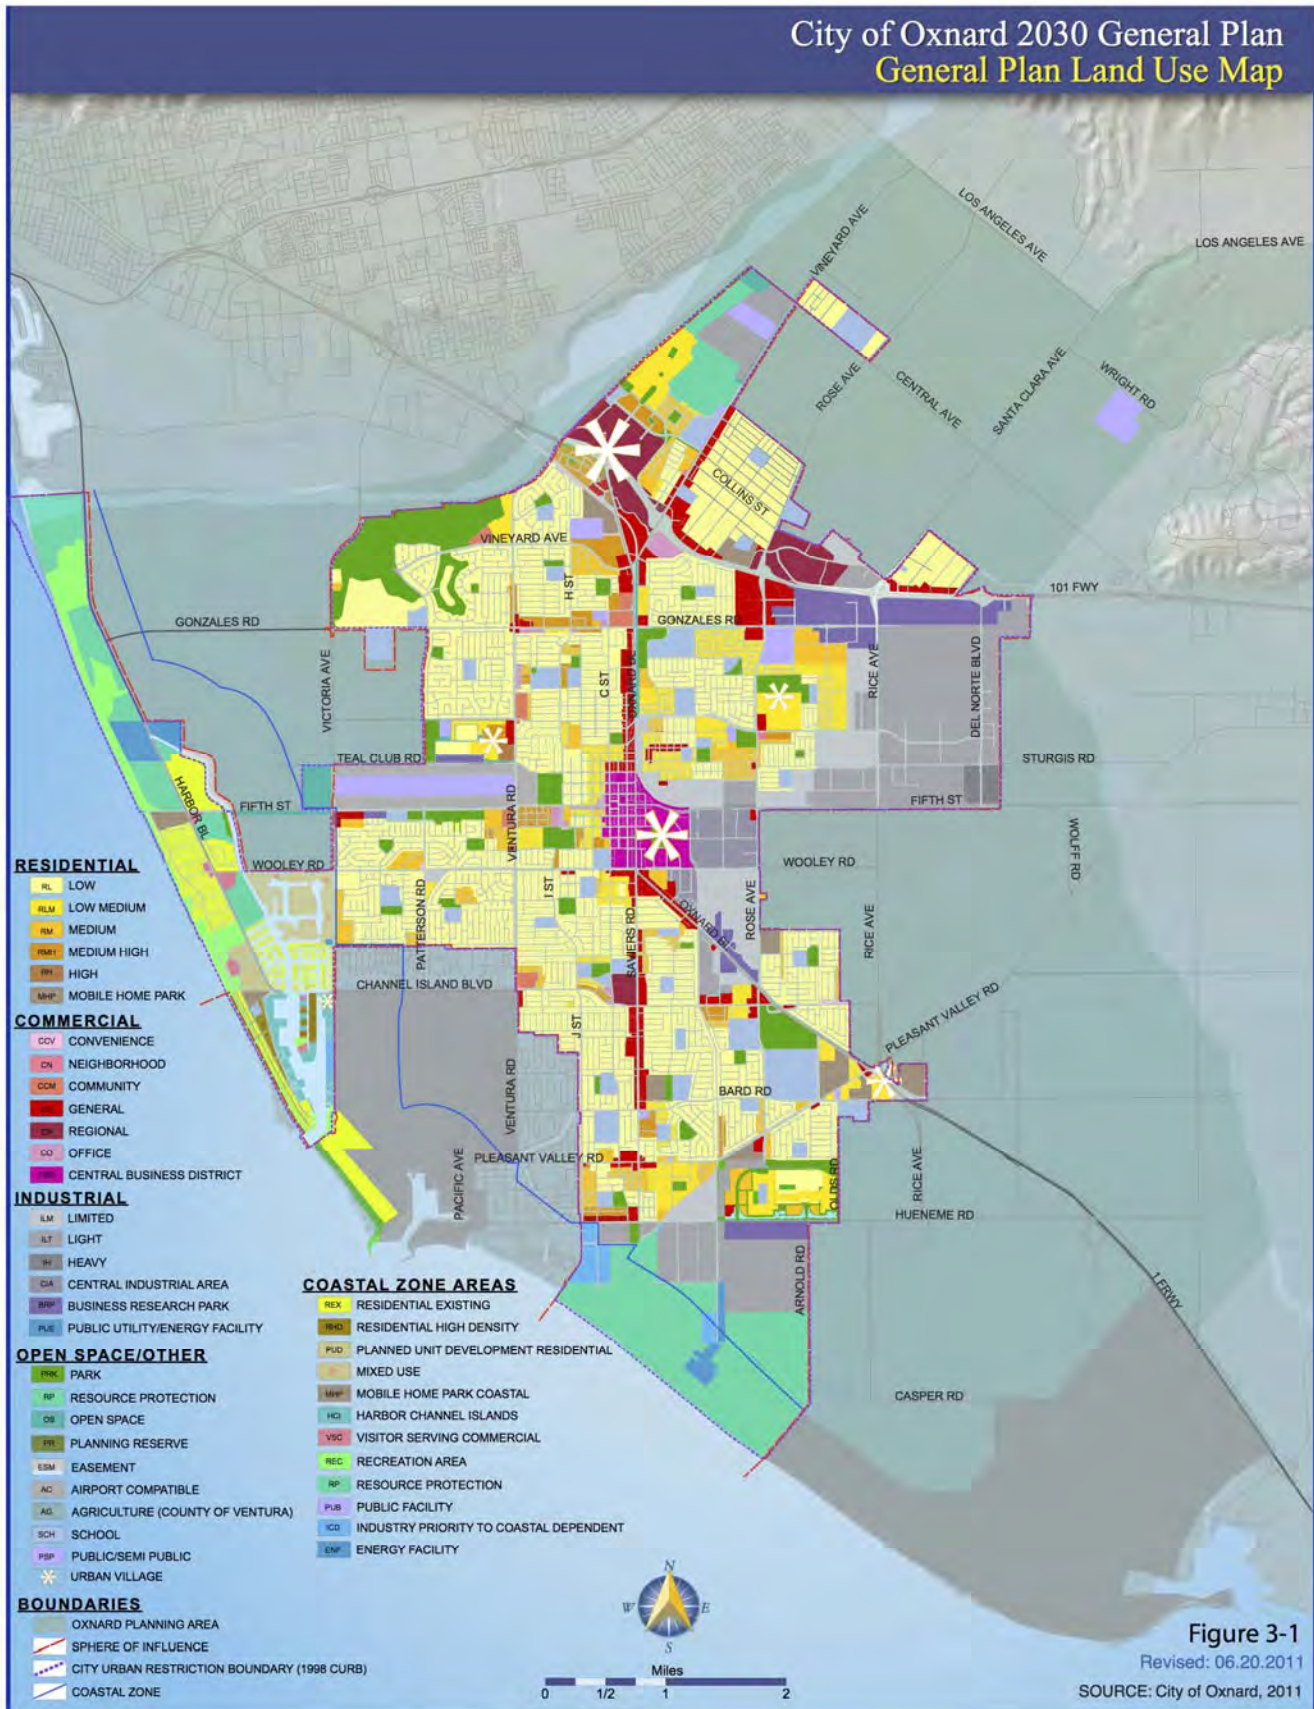 City of Oxnard 2030 General Plan
General Plan Land Use Map
LOS ANGELES AVE
LOS ANGELES AVE
VINEYARD AVE
ROSE AVE
CENTRAL AVE
SANTA CLARA AVE
WRIGHT RD
COLLINS ST
VINEYARD AVE
H ST
101 FWY
GONZALES RD
GONZALES RD
VICTORIA AVE
C ST
RICE AVE
DEL NORTE BLVD
TEAL CLUB RD
STURGIS RD
HARBOR BL
FIFTH ST
VENTURA RD
FIFTH ST
WOOLEY RD
WOOLEY RD
WOLFF RD
PATTERSON RD
I ST
SAVIERS RD
OXNARD BL
ROSE AVE
RICE AVE
CHANNEL ISLAND BLVD
J ST
PLEASANT VALLEY RD
VENTURA RD
BARD RD
PACIFIC AVE
PLEASANT VALLEY RD
OLDS RD
RICE AVE
HUENEME RD
ARNOLD RD
1 FRWY
CASPER RD
RESIDENTIAL
RL LOW
RLM LOW MEDIUM
RM MEDIUM
RMH MEDIUM HIGH
RH HIGH
MHP MOBILE HOME PARK
COMMERCIAL
CCV CONVENIENCE
CN NEIGHBORHOOD
CCM COMMUNITY
GENERAL
REGIONAL
CO OFFICE
CENTRAL BUSINESS DISTRICT
INDUSTRIAL
ILM LIMITED
ILT LIGHT
IH HEAVY
CIA CENTRAL INDUSTRIAL AREA
BRP BUSINESS RESEARCH PARK
PUE PUBLIC UTILITY/ENERGY FACILITY
OPEN SPACE/OTHER
PRK PARK
RP RESOURCE PROTECTION
OS OPEN SPACE
PR PLANNING RESERVE
ESM EASEMENT
AC AIRPORT COMPATIBLE
AG AGRICULTURE (COUNTY OF VENTURA)
SCH SCHOOL
PSP PUBLIC/SEMI PUBLIC
URBAN VILLAGE
BOUNDARIES
OXNARD PLANNING AREA
SPHERE OF INFLUENCE
CITY URBAN RESTRICTION BOUNDARY (1998 CURB)
COASTAL ZONE
COASTAL ZONE AREAS
REX RESIDENTIAL EXISTING
RHD RESIDENTIAL HIGH DENSITY
PUD PLANNED UNIT DEVELOPMENT RESIDENTIAL
MIXED USE
MHP MOBILE HOME PARK COASTAL
HCI HARBOR CHANNEL ISLANDS
VSC VISITOR SERVING COMMERCIAL
REC RECREATION AREA
RP RESOURCE PROTECTION
PUB PUBLIC FACILITY
ICD INDUSTRY PRIORITY TO COASTAL DEPENDENT
ENF ENERGY FACILITY
N
W E
S
Miles
0 1/2 1 2
Figure 3-1
Revised: 06.20.2011
SOURCE: City of Oxnard, 2011